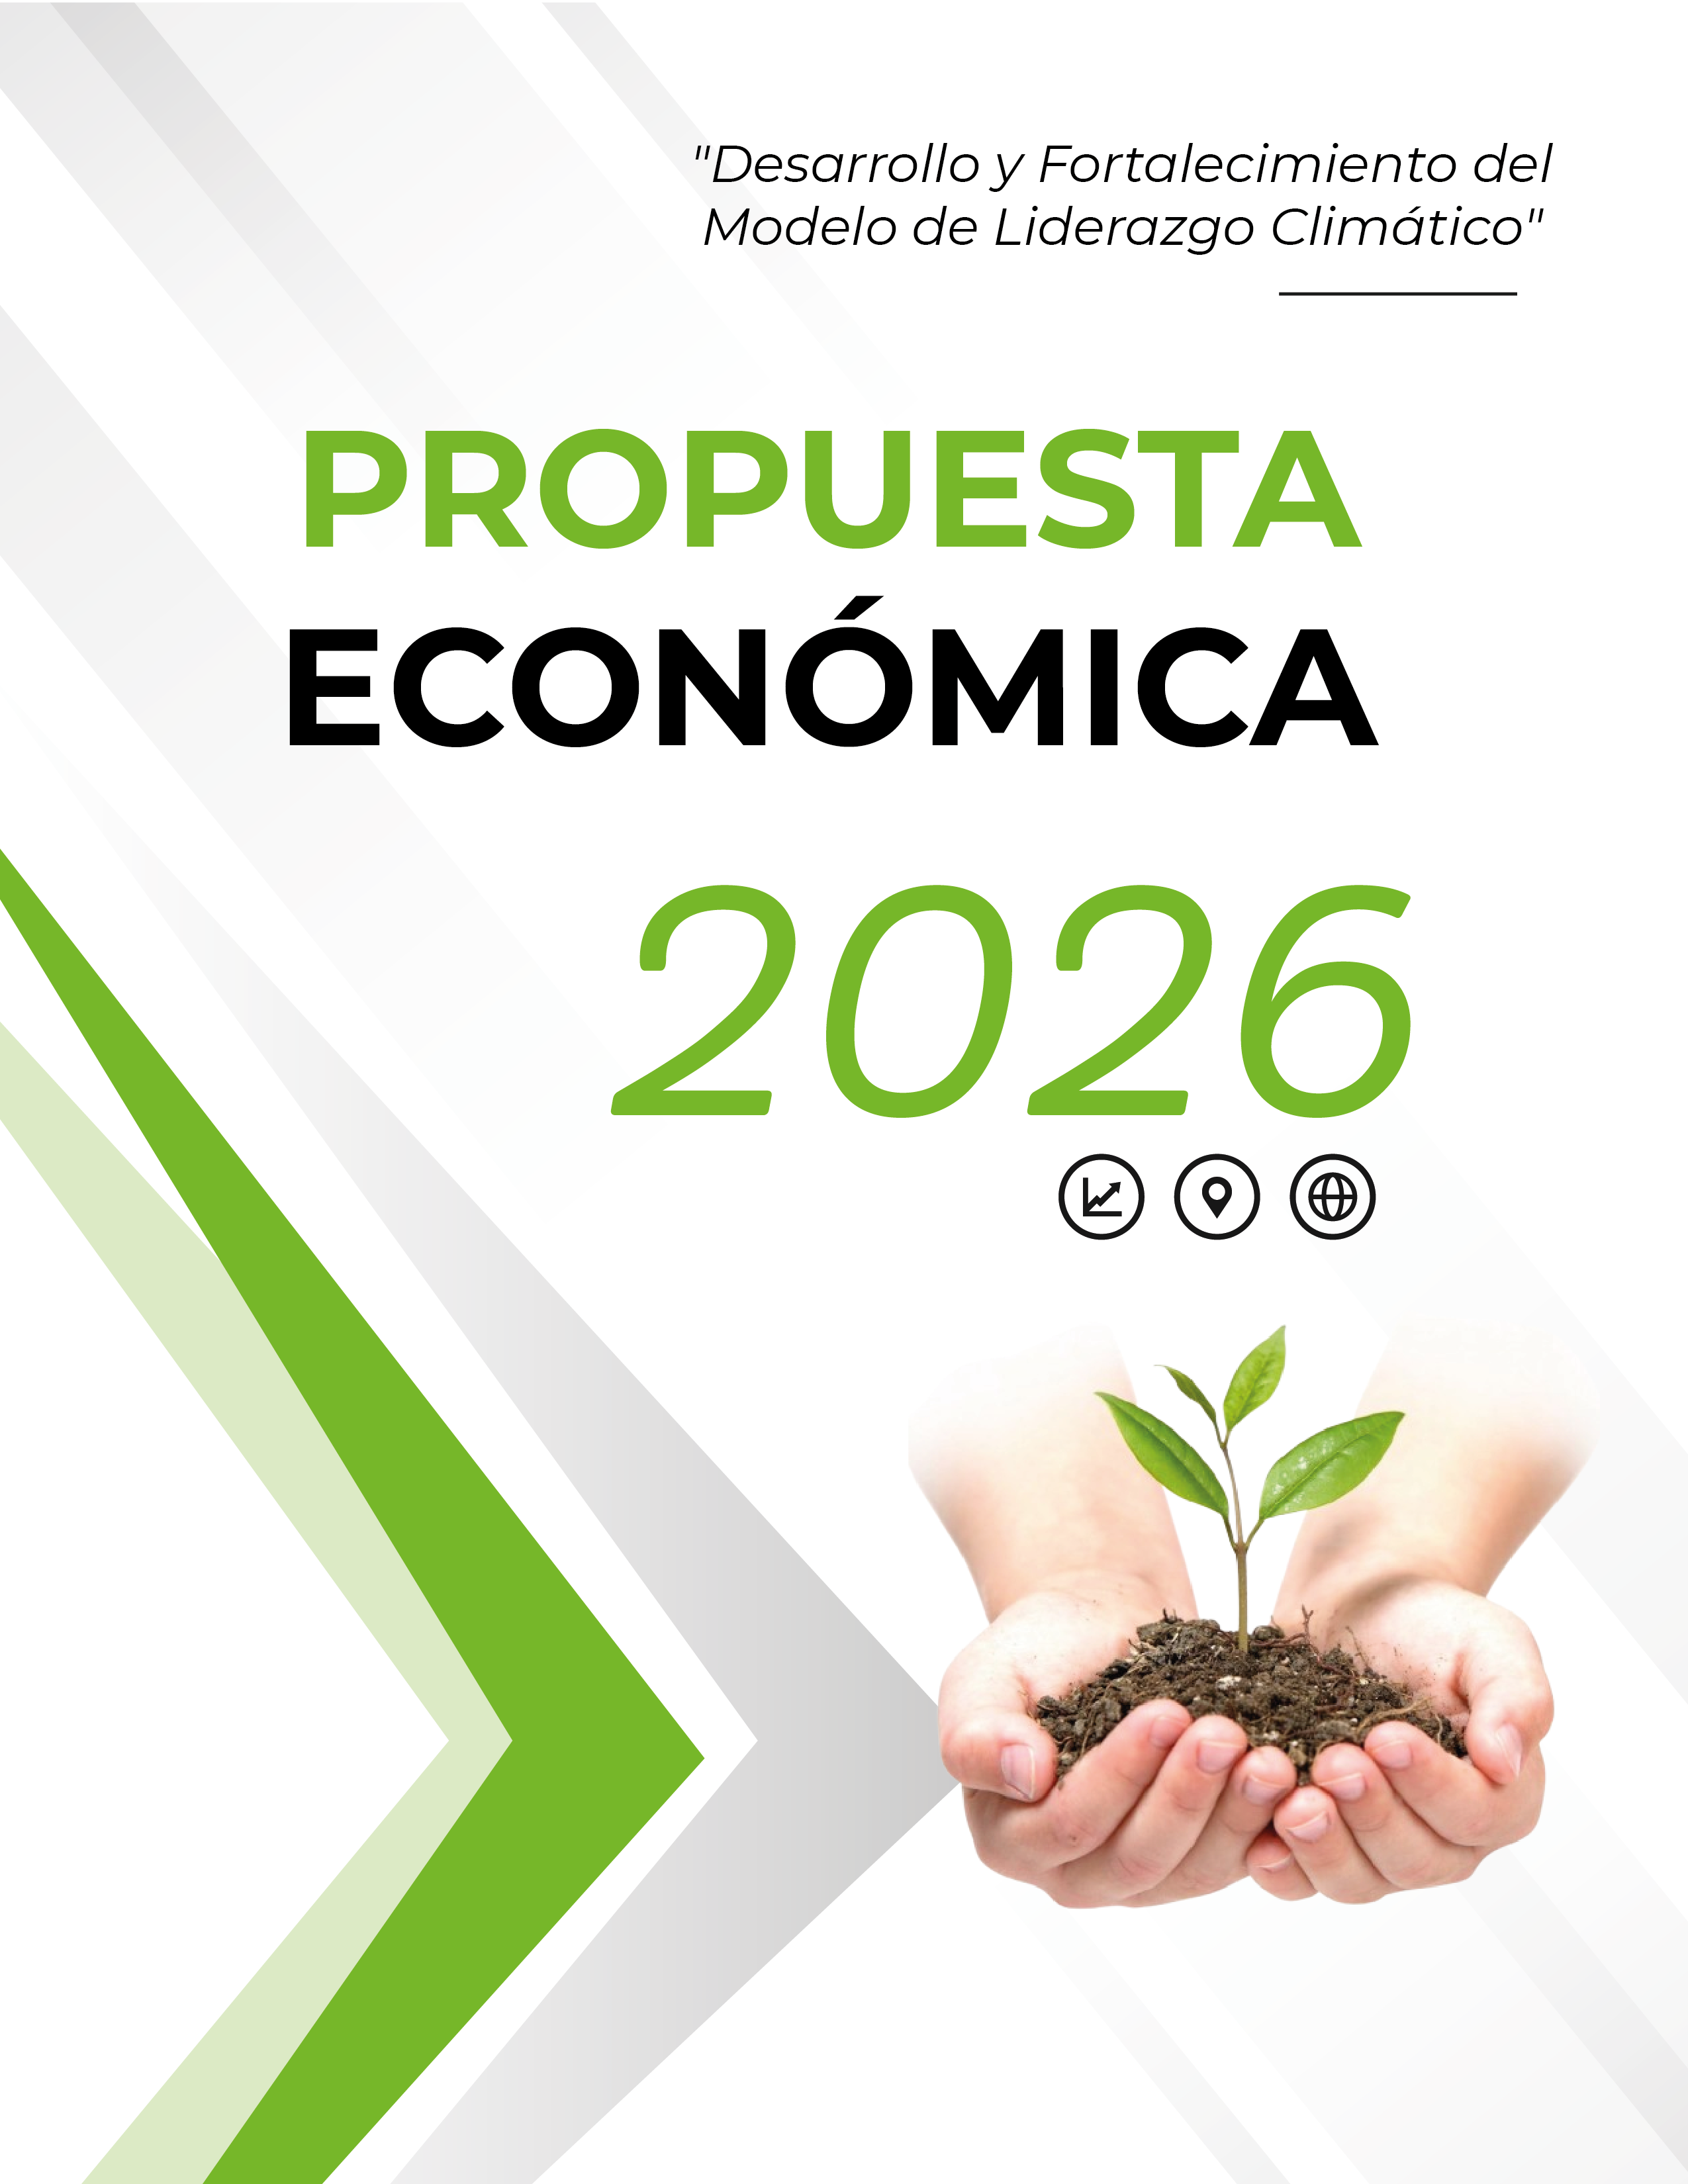 "Desarrollo y Fortalecimiento del
Modelo de Liderazgo Climático"
PROPUESTA
ECONÓMICA
2026